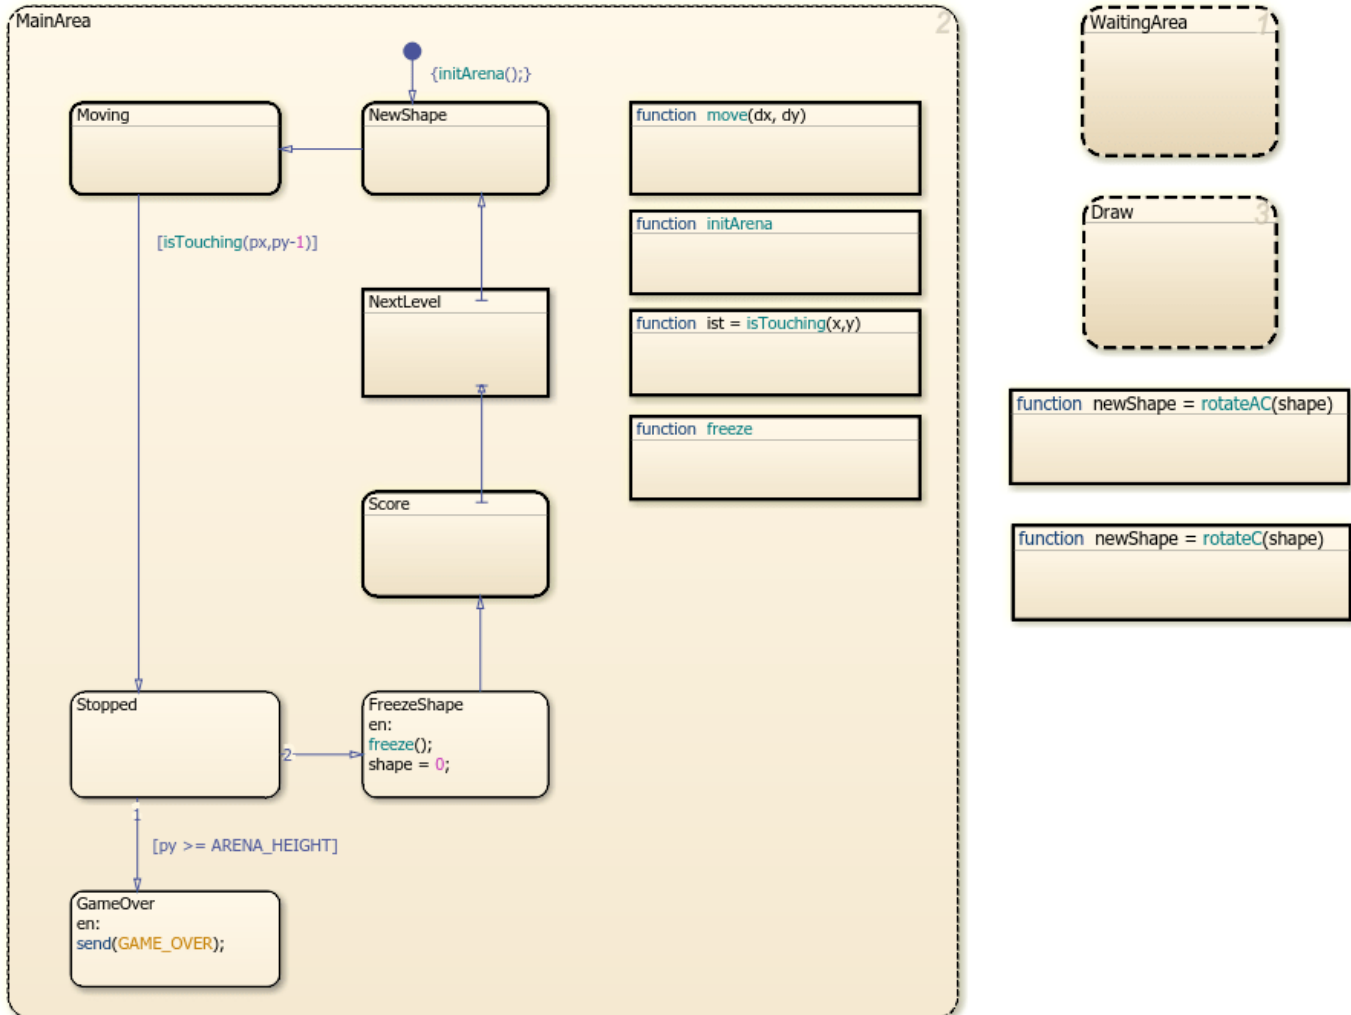 MainArea
2
{initArena();}
Moving
NewShape
[isTouching(px,py-1)]
NextLevel
Score
Stopped
2
FreezeShape
en:
freeze();
shape = 0;
1
[py >= ARENA_HEIGHT]
GameOver
en:
send(GAME_OVER);
function move(dx, dy)
function initArena
function ist = isTouching(x,y)
function freeze
WaitingArea
1
Draw
3
function newShape = rotateAC(shape)
function newShape = rotateC(shape)